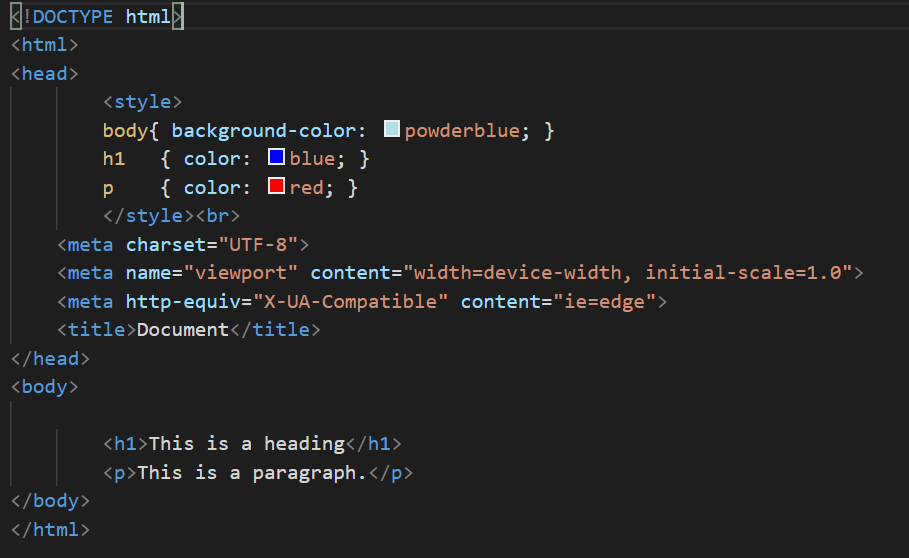 <!DOCTYPE html>
<html>
<head>
        <style>
        body{ background-color: powderblue; }
        h1   { color: blue; }
        p    { color: red; }
        </style><br>
    <meta charset="UTF-8">
    <meta name="viewport" content="width=device-width, initial-scale=1.0">
    <meta http-equiv="X-UA-Compatible" content="ie=edge">
    <title>Document</title>
</head>
<body>

        <h1>This is a heading</h1>
        <p>This is a paragraph.</p>
</body>
</html>